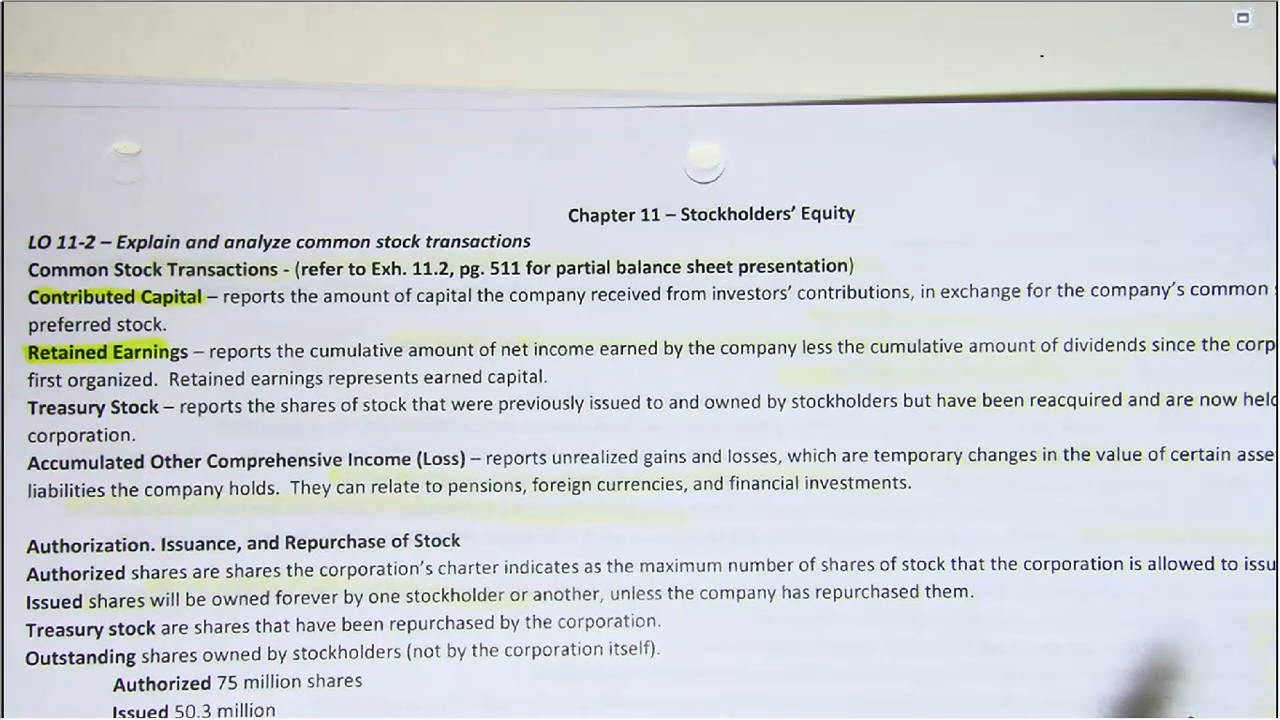 Chapter 11 – Stockholders' Equity
LO 11-2 – Explain and analyze common stock transactions
Common Stock Transactions - (refer to Exh. 11.2, pg. 511 for partial balance sheet presentation)
Contributed Capital – reports the amount of capital the company received from investors' contributions, in exchange for the company's common
preferred stock.
Retained Earnings – reports the cumulative amount of net income earned by the company less the cumulative amount of dividends since the corp
first organized. Retained earnings represents earned capital.
Treasury Stock – reports the shares of stock that were previously issued to and owned by stockholders but have been reacquired and are now held
corporation.
Accumulated Other Comprehensive Income (Loss) – reports unrealized gains and losses, which are temporary changes in the value of certain asse
liabilities the company holds. They can relate to pensions, foreign currencies, and financial investments.
Authorization. Issuance, and Repurchase of Stock
Authorized shares are shares the corporation's charter indicates as the maximum number of shares of stock that the corporation is allowed to issu
Issued shares will be owned forever by one stockholder or another, unless the company has repurchased them.
Treasury stock are shares that have been repurchased by the corporation.
Outstanding shares owned by stockholders (not by the corporation itself).
Authorized 75 million shares
Issued 50.3 million